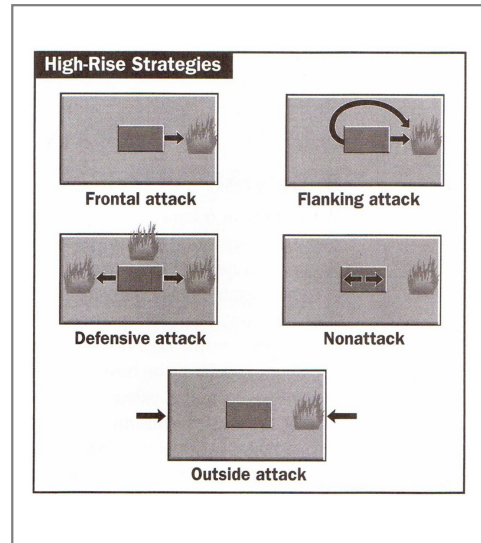 High-Rise Strategies
Frontal attack
Flanking attack
Defensive attack
Nonattack
Outside attack